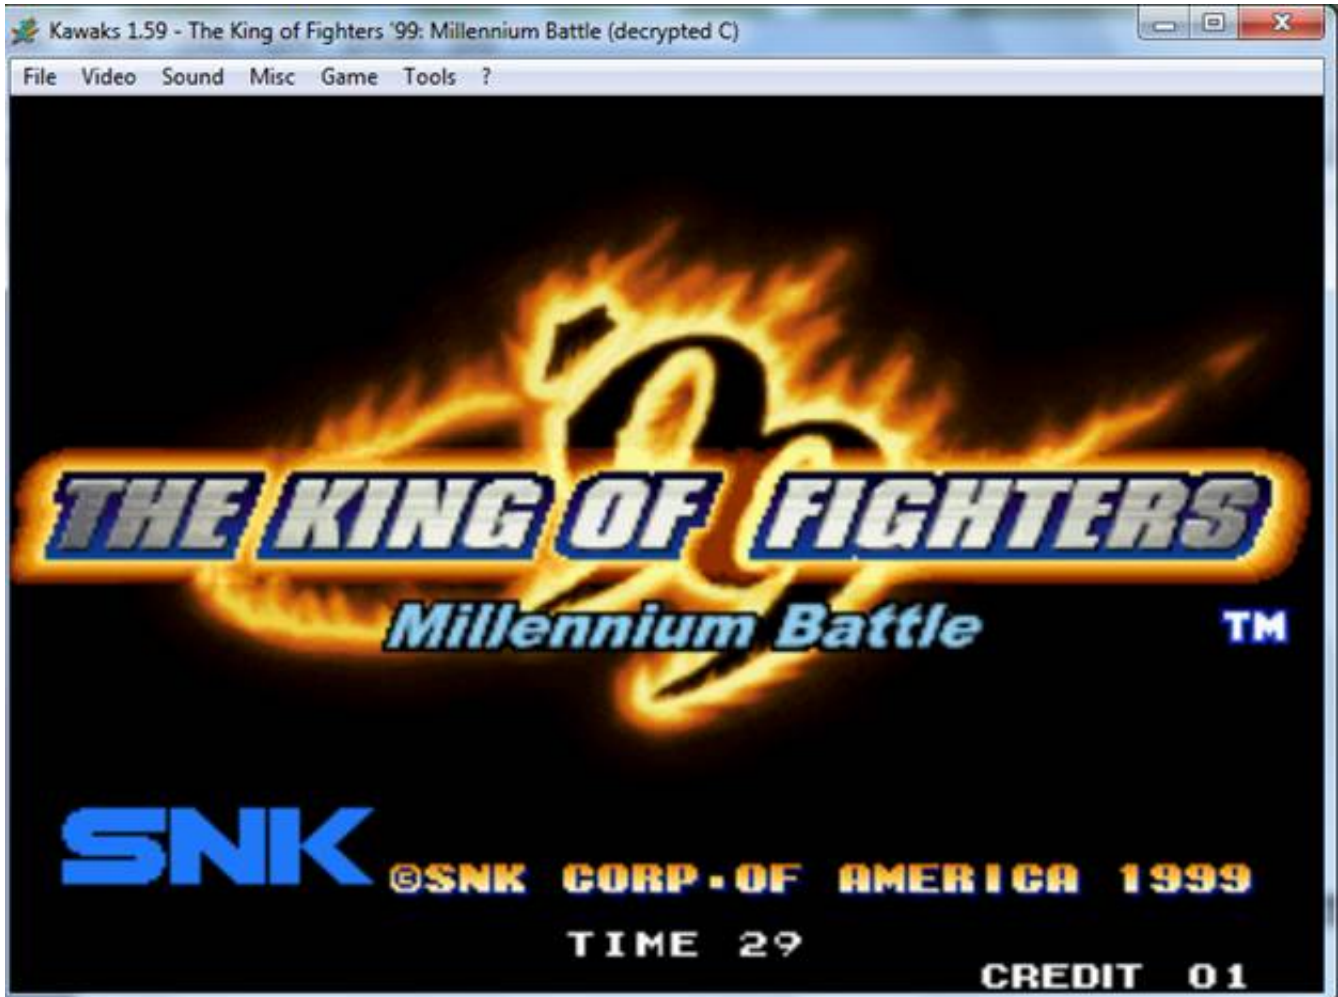 Kawaks 1.59 - The King of Fighters '99: Millennium Battle (decrypted C)
File Video Sound Misc Game Tools ?
'99
THE KING OF FIGHTERS
Millennium Battle TM
SNK ©SNK CORP.OF AMERICA 1999
TIME 29
CREDIT 01